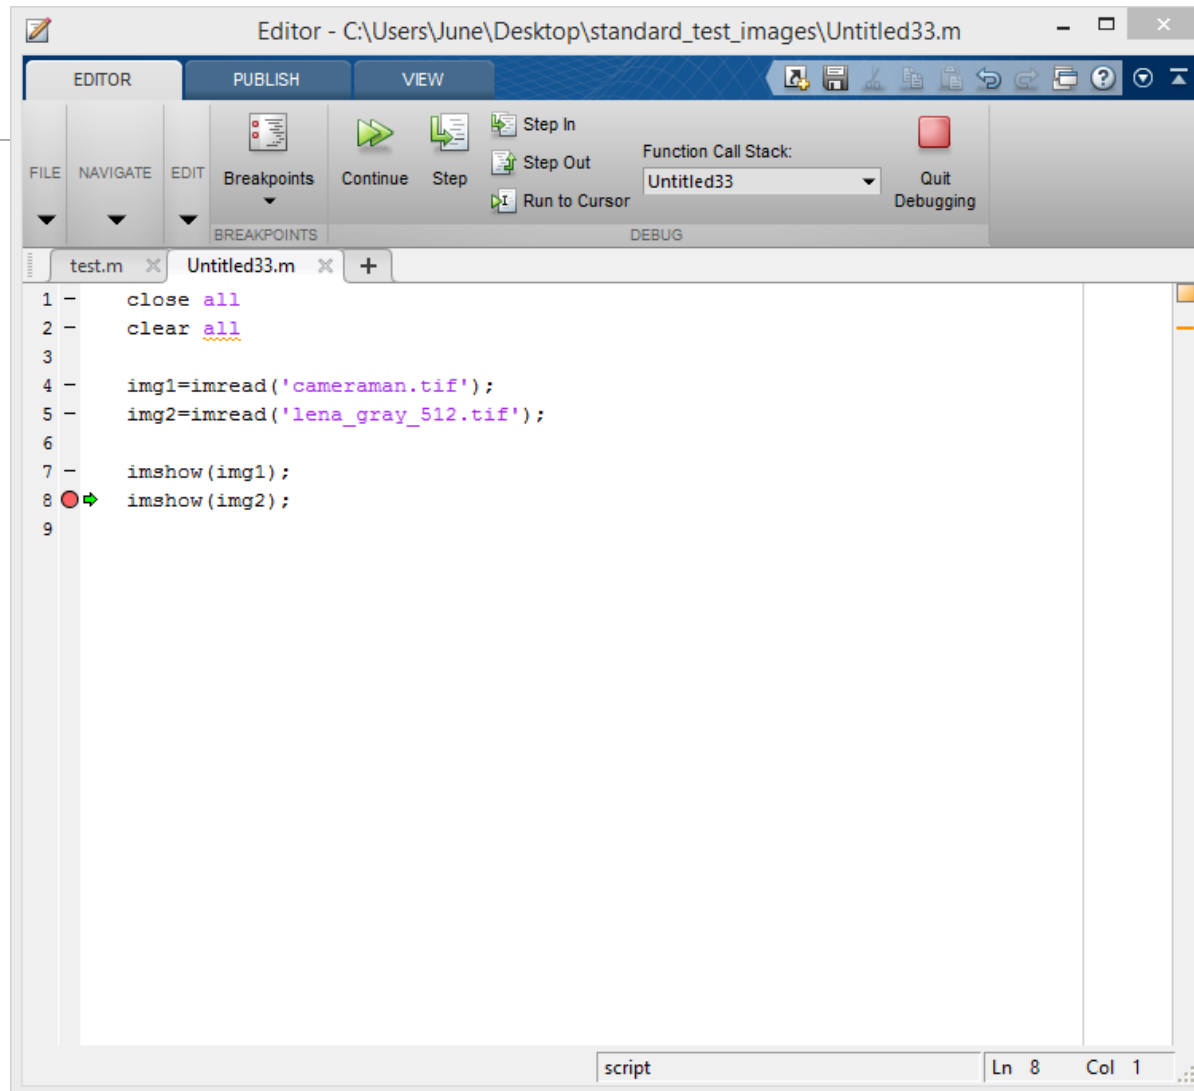 Editor - C:\Users\June\Desktop\standard_test_images\Untitled33.m
EDITOR PUBLISH VIEW
FILE NAVIGATE EDIT Breakpoints Continue Step Step In Step Out Run to Cursor Function Call Stack: Untitled33 Quit Debugging
BREAKPOINTS DEBUG
test.m Untitled33.m
1 close all
2 clear all
3
4 img1=imread('cameraman.tif');
5 img2=imread('lena_gray_512.tif');
6
7 imshow(img1);
8 imshow(img2);
9
script Ln 8 Col 1